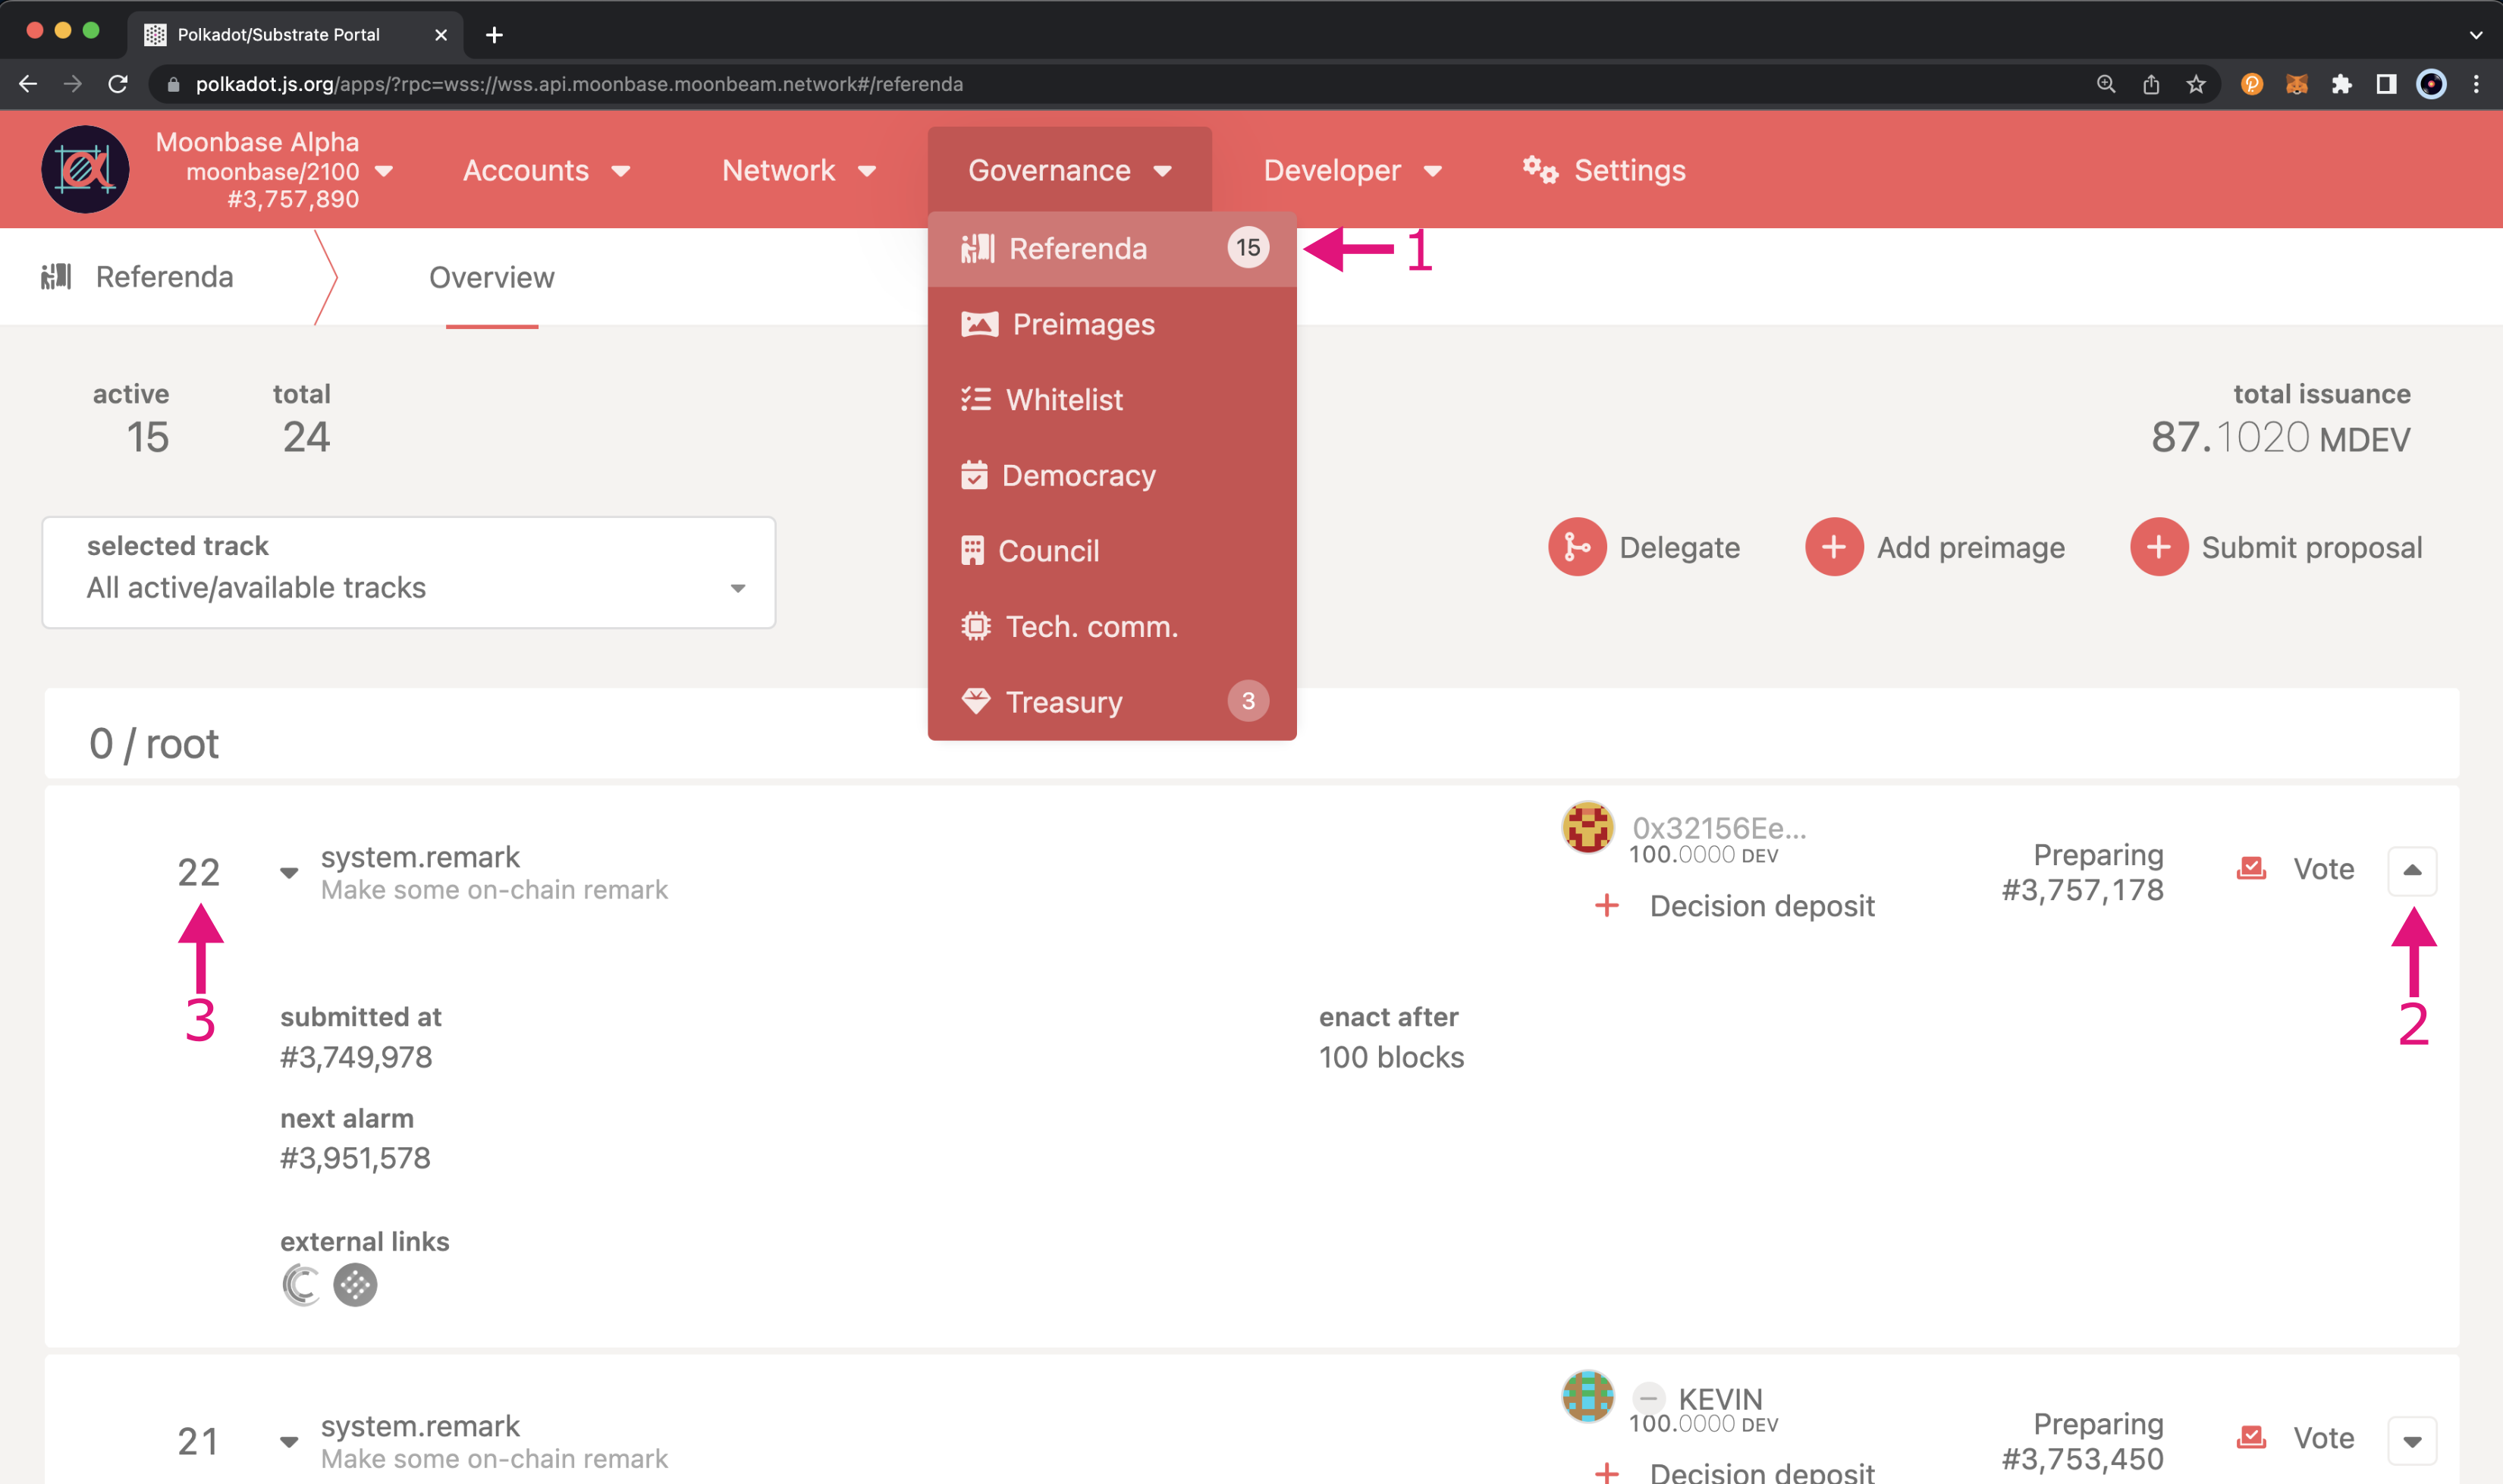 Polkadot/Substrate Portal
polkadot.js.org/apps/?rpc=wss://wss.api.moonbase.moonbeam.network#/referenda
Moonbase Alpha
moonbase/2100
#3,757,890
Accounts
Network
Governance
Developer
Settings
Referenda
Overview
Referenda 15
1
Preimages
Whitelist
Democracy
Council
Tech. comm.
Treasury 3
active
15
total
24
total issuance
87.1020 MDEV
selected track
All active/available tracks
Delegate
Add preimage
Submit proposal
0 / root
22
system.remark
Make some on-chain remark
0x32156Ee...
100.0000 DEV
Decision deposit
Preparing
#3,757,178
Vote
3
2
submitted at
#3,749,978
enact after
100 blocks
next alarm
#3,951,578
external links
21
system.remark
Make some on-chain remark
KEVIN
100.0000 DEV
Decision deposit
Preparing
#3,753,450
Vote